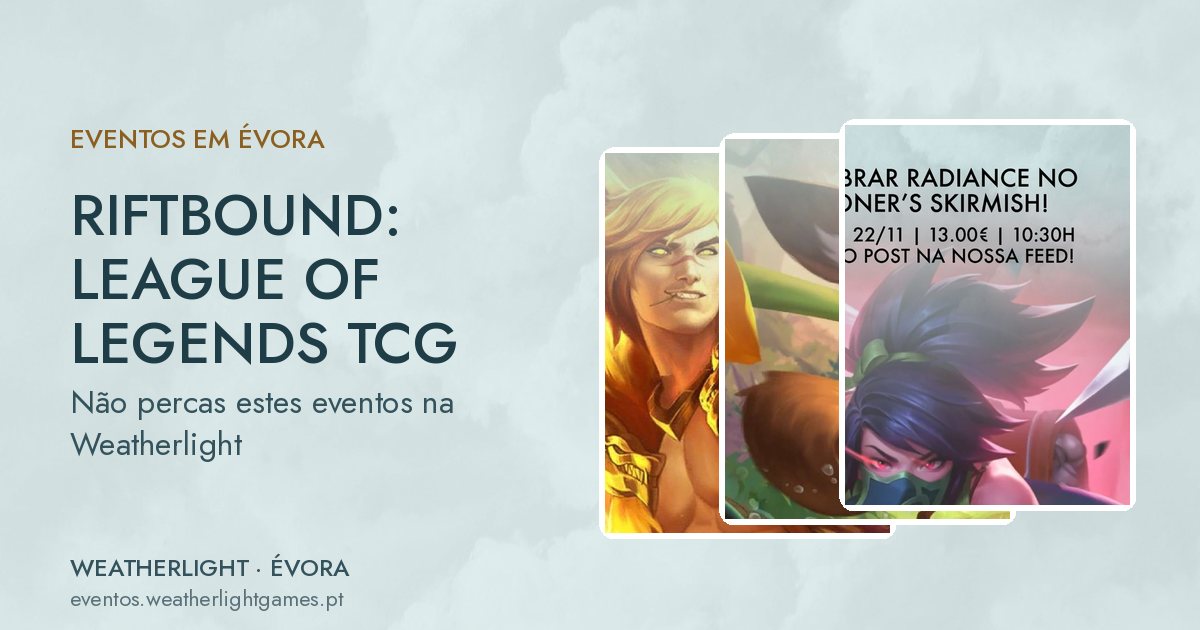 EVENTOS EM ÉVORA
RIFTBOUND:
LEAGUE OF
LEGENDS TCG
Não percas estes eventos na
Weatherlight
WEATHERLIGHT · ÉVORA
eventos.weatherlightgames.pt
BRAR RADIANCE NO
ONER'S SKIRMISH!
22/11 | 13.00€ | 10:30H
O POST NA NOSSA FEED!